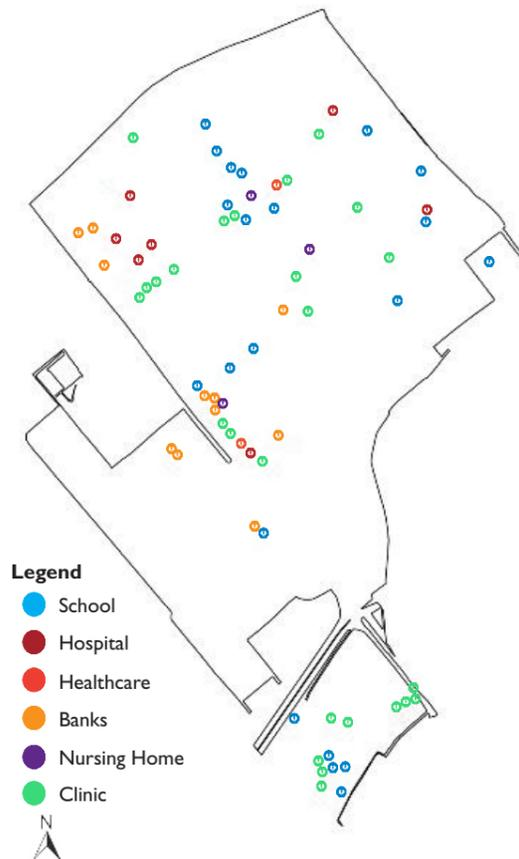 Legend
School
Hospital
Healthcare
Banks
Nursing Home
Clinic
N